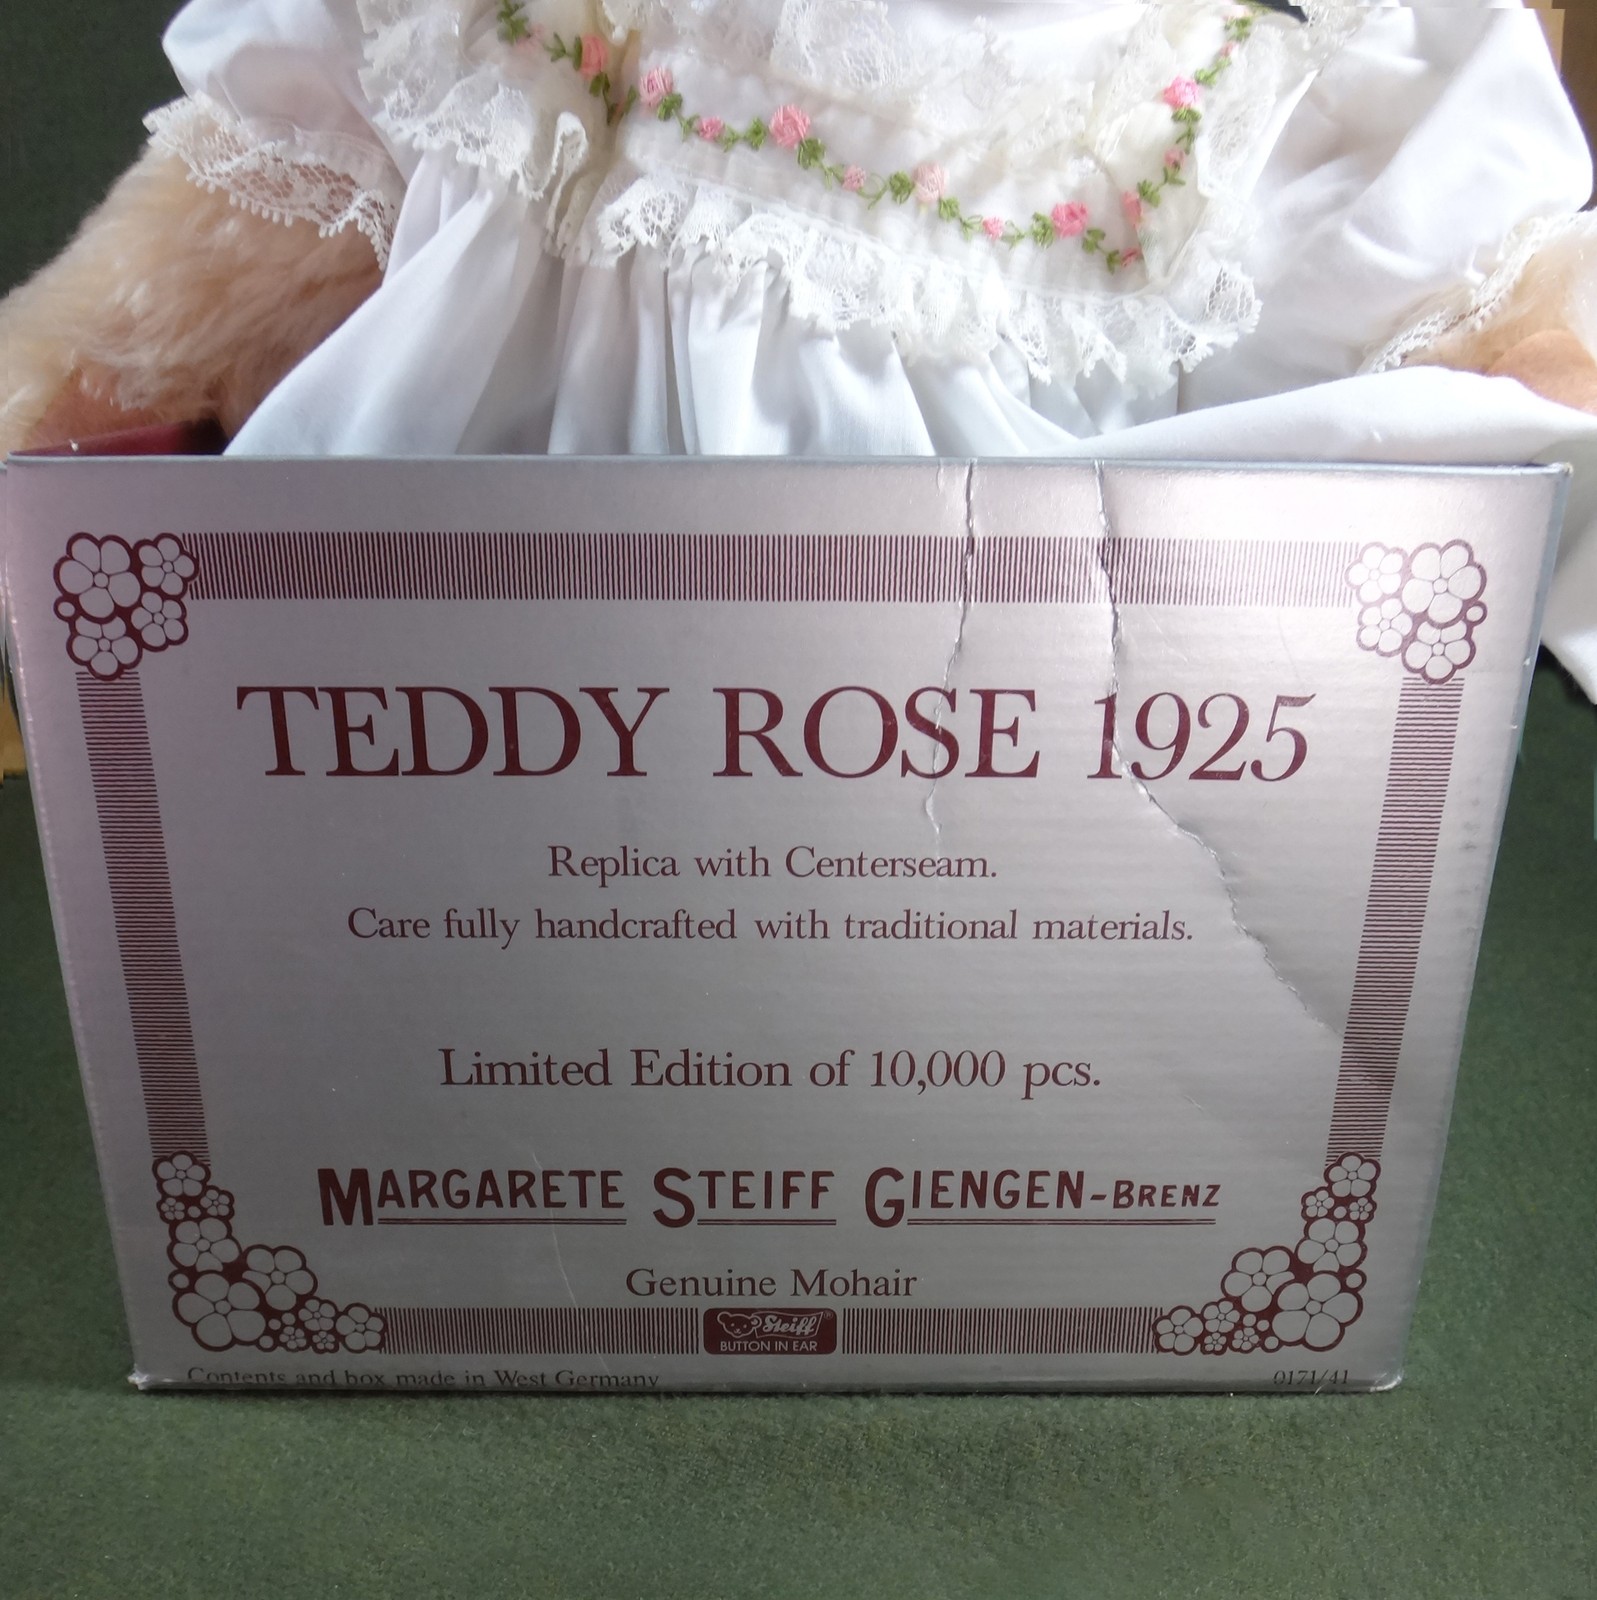 TEDDY ROSE 1925
Replica with Centerseam.
Care fully handcrafted with traditional materials.
Limited Edition of 10,000 pcs.
MARGARETE STEIFF GIENGEN-BRENZ
Genuine Mohair
Steiff®
BUTTON IN EAR
Contents and box made in West Germany
0171/41